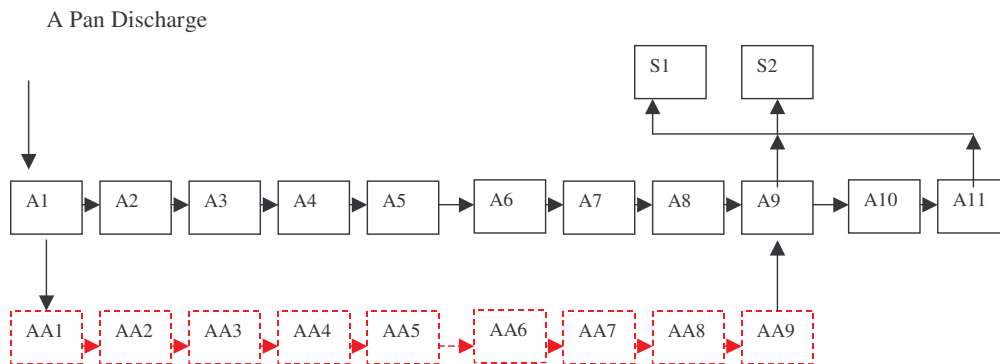 A Pan Discharge
S1 S2
A1 A2 A3 A4 A5 A6 A7 A8 A9 A10 A11
AA1 AA2 AA3 AA4 AA5 AA6 AA7 AA8 AA9